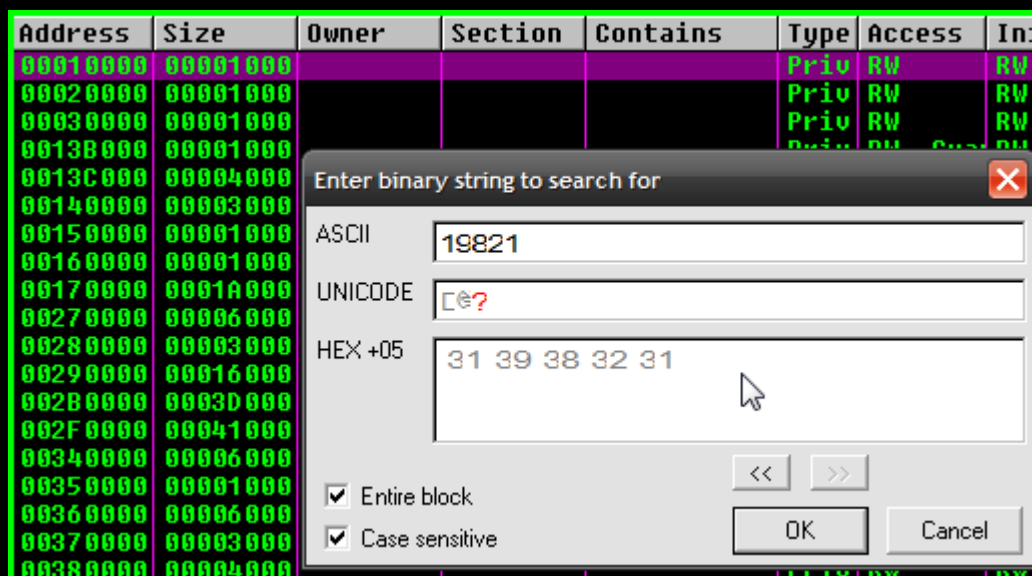 Address Size Owner Section Contains Type Access
00010000 00001000 Priv RW RW
00020000 00001000 Priv RW RW
00030000 00001000 Priv RW RW
0013B000 00001000 Priv RW RW
0013C000 00004000
Enter binary string to search for
00140000 00003000
00150000 00001000
ASCII 19821
00160000 00001000
00170000 0001A000
UNICODE
00270000 00006000
00280000 00003000
HEX +05 31 39 38 32 31
00290000 00016000
002B0000 0003D000
002F0000 00041000
00340000 00006000
<< >>
00350000 00001000
Entire block
00360000 00006000
OK Cancel
00370000 00003000
Case sensitive
00380000 00004000